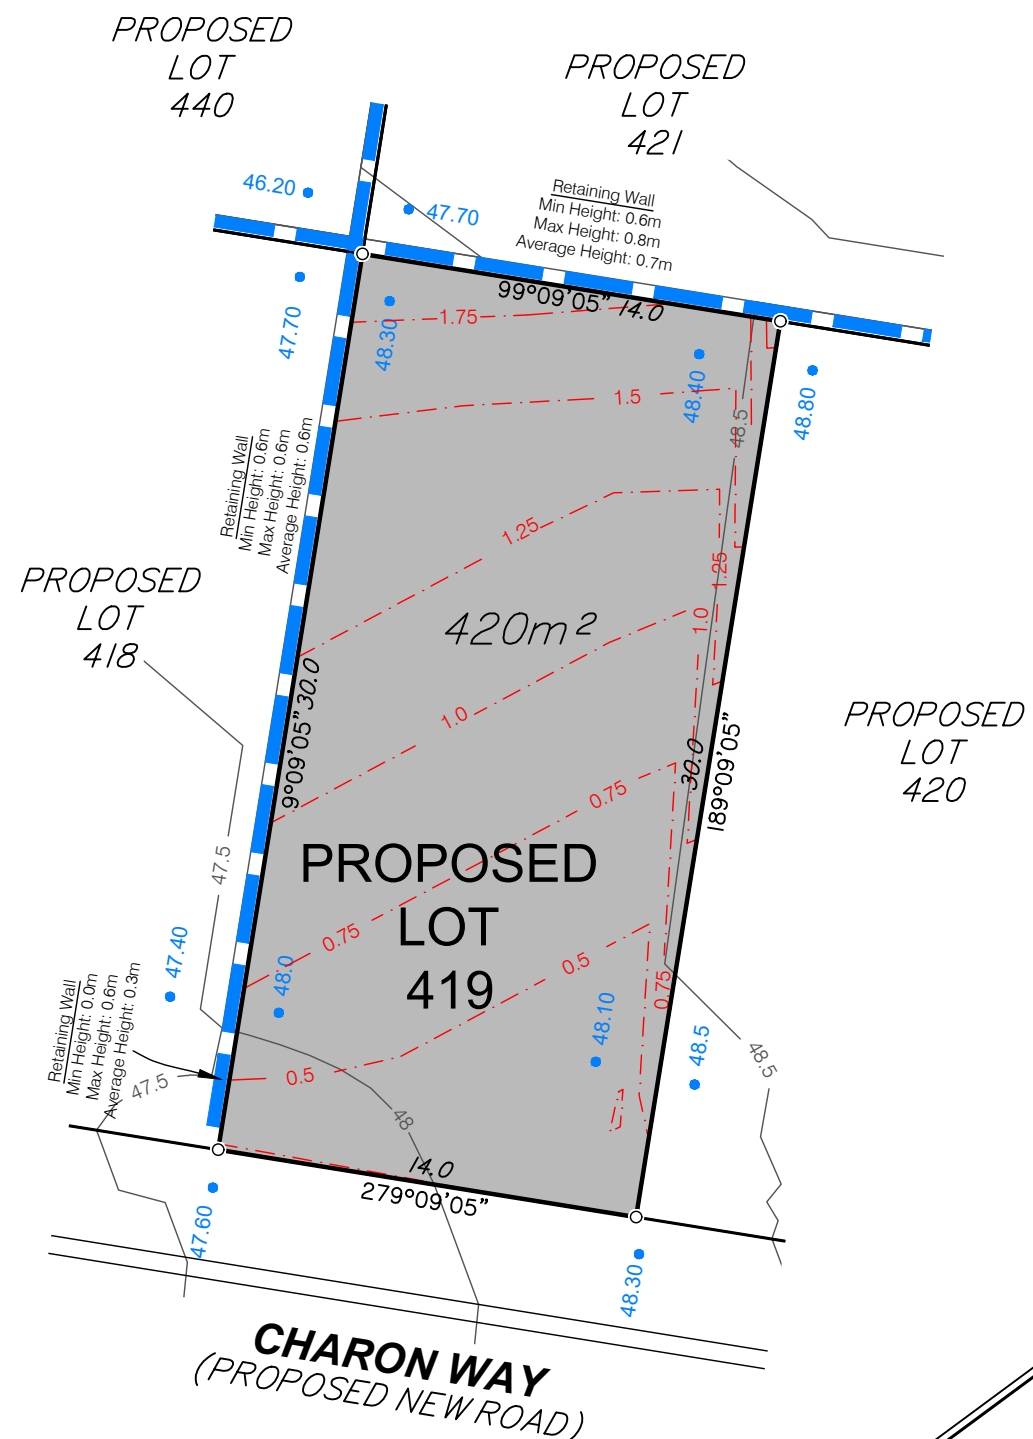 PROPOSED
LOT
440
PROPOSED
LOT
421
46.20
47.70
Retaining Wall
Min Height: 0.6m
Max Height: 0.8m
Average Height: 0.7m
99°09'05" 14.0
47.70
48.30
1.75
48.40
48.80
1.5
48.5
Retaining Wall
Min Height: 0.6m
Max Height: 0.6m
Average Height: 0.6m
1.25
1.25
PROPOSED
LOT
418
420m²
1.0
1.0
9°09'05" 30.0
30.0
189°09'05"
PROPOSED
LOT
420
0.75
47.5
PROPOSED
LOT
419
0.75
0.5
0.75
47.40
48.0
48.10
48.5
48.5
Retaining Wall
Min Height: 0.0m
Max Height: 0.6m
Average Height: 0.3m
47.5
0.5
48
14.0
279°09'05"
47.60
48.30
CHARON WAY
(PROPOSED NEW ROAD)